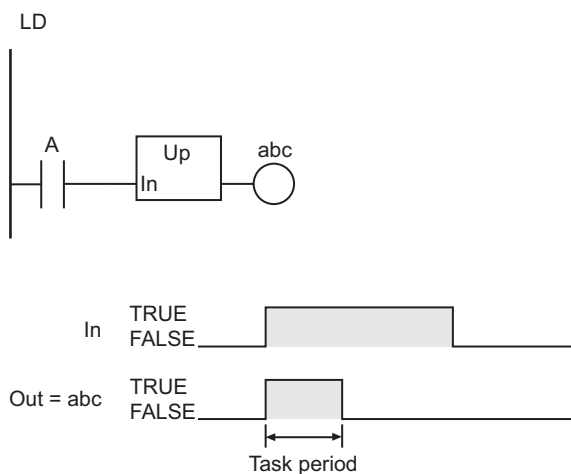 LD
A
Up
abc
In
In
TRUE
FALSE
Out = abc
TRUE
FALSE
Task period